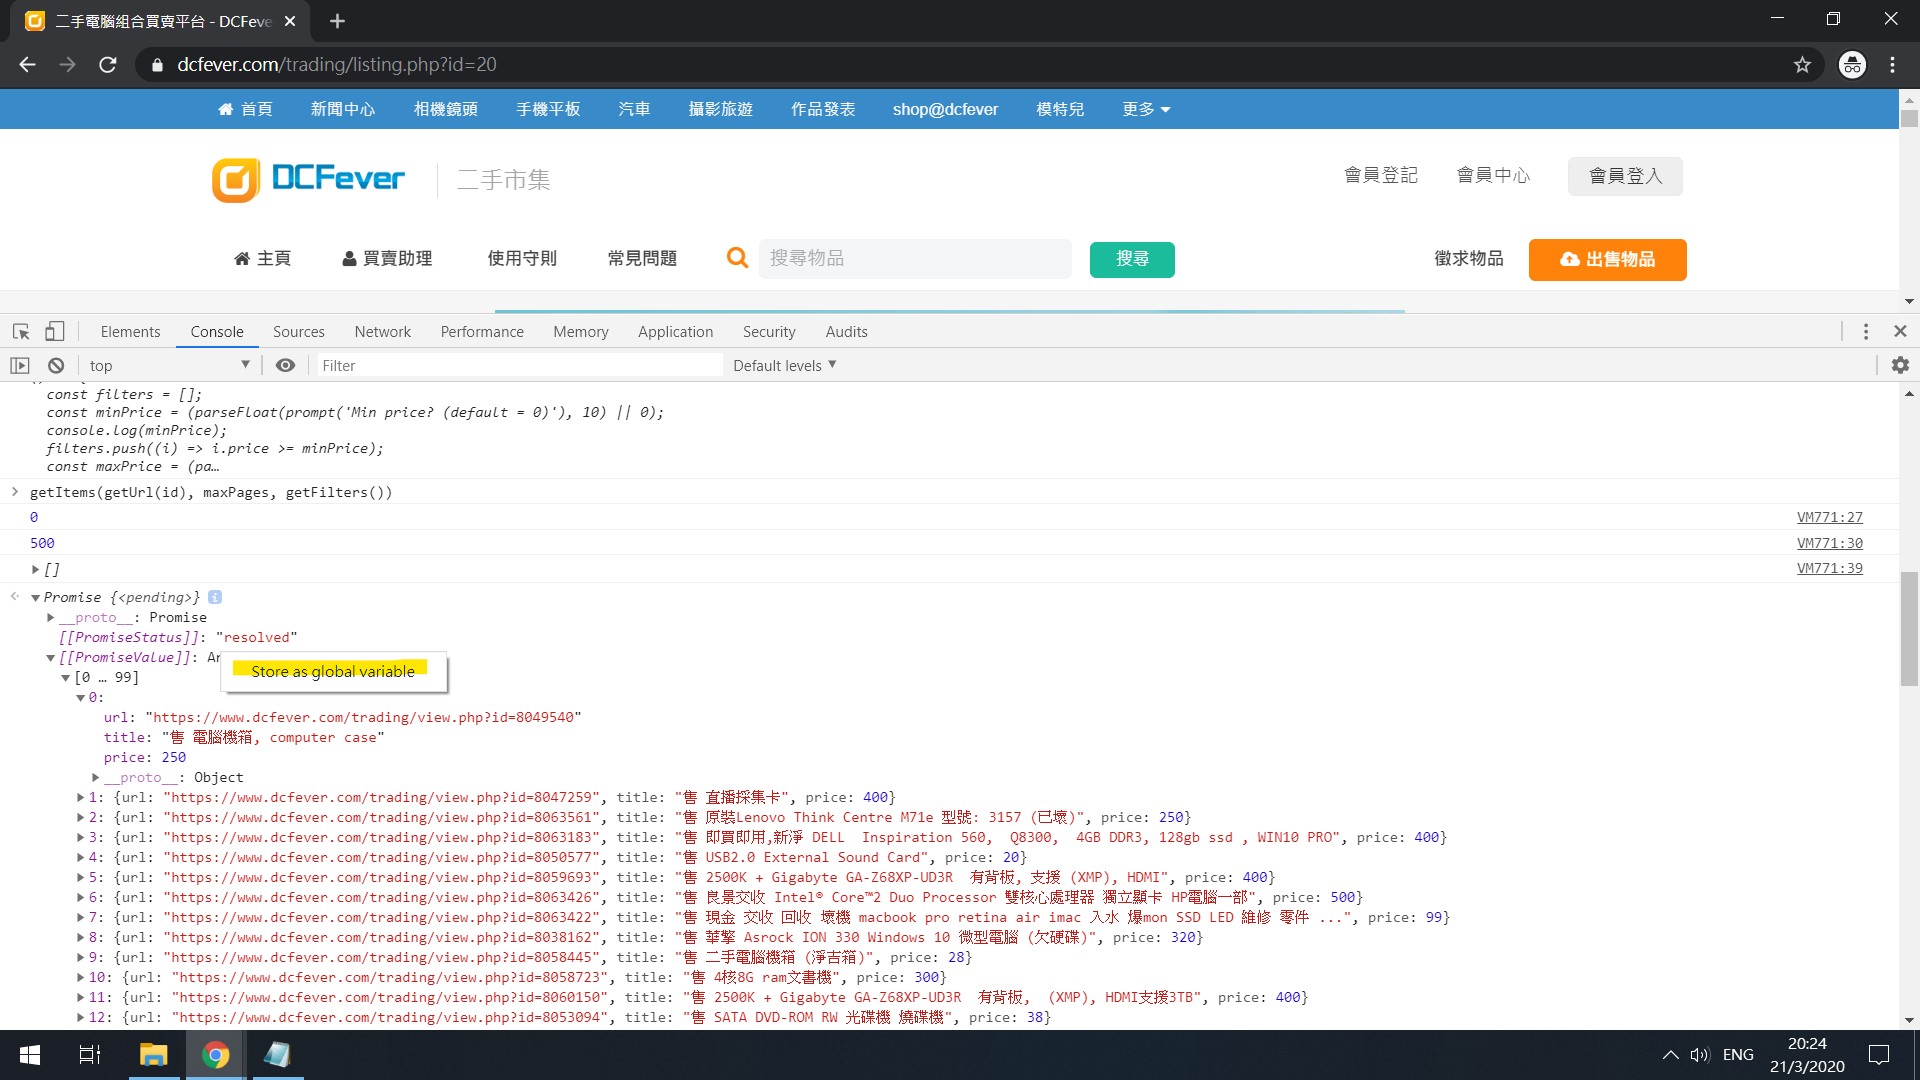 二手電腦組合買賣平台 - DCFeve
dcfever.com/trading/listing.php?id=20
首頁 新聞中心 相機鏡頭 手機平板 汽車 攝影旅遊 作品發表 shop@dcfever 模特兒 更多
DCFever 二手市集 會員登記 會員中心 會員登入
主頁 買賣助理 使用守則 常見問題 搜尋物品 搜尋 徵求物品 出售物品
Elements Console Sources Network Performance Memory Application Security Audits
top Filter Default levels
const filters = [];
const minPrice = (parseFloat(prompt('Min price? (default = 0)'), 10) || 0);
console.log(minPrice);
filters.push((i) => i.price >= minPrice);
const maxPrice = (pa…
getItems(getUrl(id), maxPages, getFilters())
0 VM771:27
500 VM771:30
[] VM771:39
Promise {<pending>}
__proto__: Promise
[[PromiseStatus]]: "resolved"
[[PromiseValue]]: Ar
Store as global variable
[0 … 99]
0:
url: "https://www.dcfever.com/trading/view.php?id=8049540"
title: "售 電腦機箱, computer case"
price: 250
__proto__: Object
1: {url: "https://www.dcfever.com/trading/view.php?id=8047259", title: "售 直播採集卡", price: 400}
2: {url: "https://www.dcfever.com/trading/view.php?id=8063561", title: "售 原裝Lenovo Think Centre M71e 型號: 3157 (已壞)", price: 250}
3: {url: "https://www.dcfever.com/trading/view.php?id=8063183", title: "售 即買即用,新淨 DELL  Inspiration 560,  Q8300,  4GB DDR3, 128gb ssd , WIN10 PRO", price: 400}
4: {url: "https://www.dcfever.com/trading/view.php?id=8050577", title: "售 USB2.0 External Sound Card", price: 20}
5: {url: "https://www.dcfever.com/trading/view.php?id=8059693", title: "售 2500K + Gigabyte GA-Z68XP-UD3R  有背板, 支援 (XMP), HDMI", price: 400}
6: {url: "https://www.dcfever.com/trading/view.php?id=8063426", title: "售 良景交收 Intel® Core™2 Duo Processor 雙核心處理器 獨立顯卡 HP電腦一部", price: 500}
7: {url: "https://www.dcfever.com/trading/view.php?id=8063422", title: "售 現金 交收 回收 壞機 macbook pro retina air imac 入水 爆mon SSD LED 維修 零件 ...", price: 99}
8: {url: "https://www.dcfever.com/trading/view.php?id=8038162", title: "售 華擎 Asrock ION 330 Windows 10 微型電腦 (欠硬碟)", price: 320}
9: {url: "https://www.dcfever.com/trading/view.php?id=8058445", title: "售 二手電腦機箱 (淨吉箱)", price: 28}
10: {url: "https://www.dcfever.com/trading/view.php?id=8058723", title: "售 4核8G ram文書機", price: 300}
11: {url: "https://www.dcfever.com/trading/view.php?id=8060150", title: "售 2500K + Gigabyte GA-Z68XP-UD3R  有背板,  (XMP), HDMI支援3TB", price: 400}
12: {url: "https://www.dcfever.com/trading/view.php?id=8053094", title: "售 SATA DVD-ROM RW 光碟機 燒碟機", price: 38}
ENG 20:24
21/3/2020